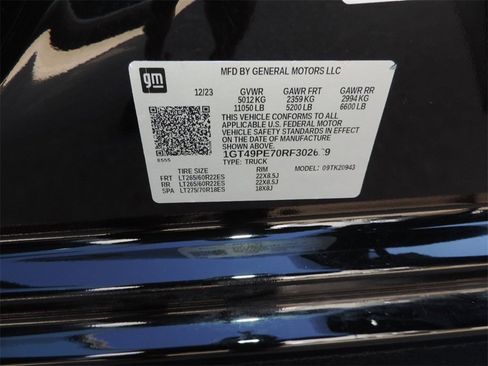 gm
MFD BY GENERAL MOTORS LLC
12/23 GVWR GAWR FRT GAWR RR
5012 KG 2359 KG 2994 KG
11050 LB 5200 LB 6600 LB
THIS VEHICLE CONFORMS TO ALL
APPLICABLE U.S. FEDERAL MOTOR
VEHICLE SAFETY AND THEFT PREVENTION
STANDARDS IN EFFECT ON THE DATE
OF MANUFACTURE
SHOWN ABOVE.
TYPE: TRUCK MODEL: 09TK20943
TIRE SIZE RIM
FRT LT265/60R22ES 22X8.5J
RR LT265/60R22ES 22X8.5J
SPA LT275/70R18ES 18X8J